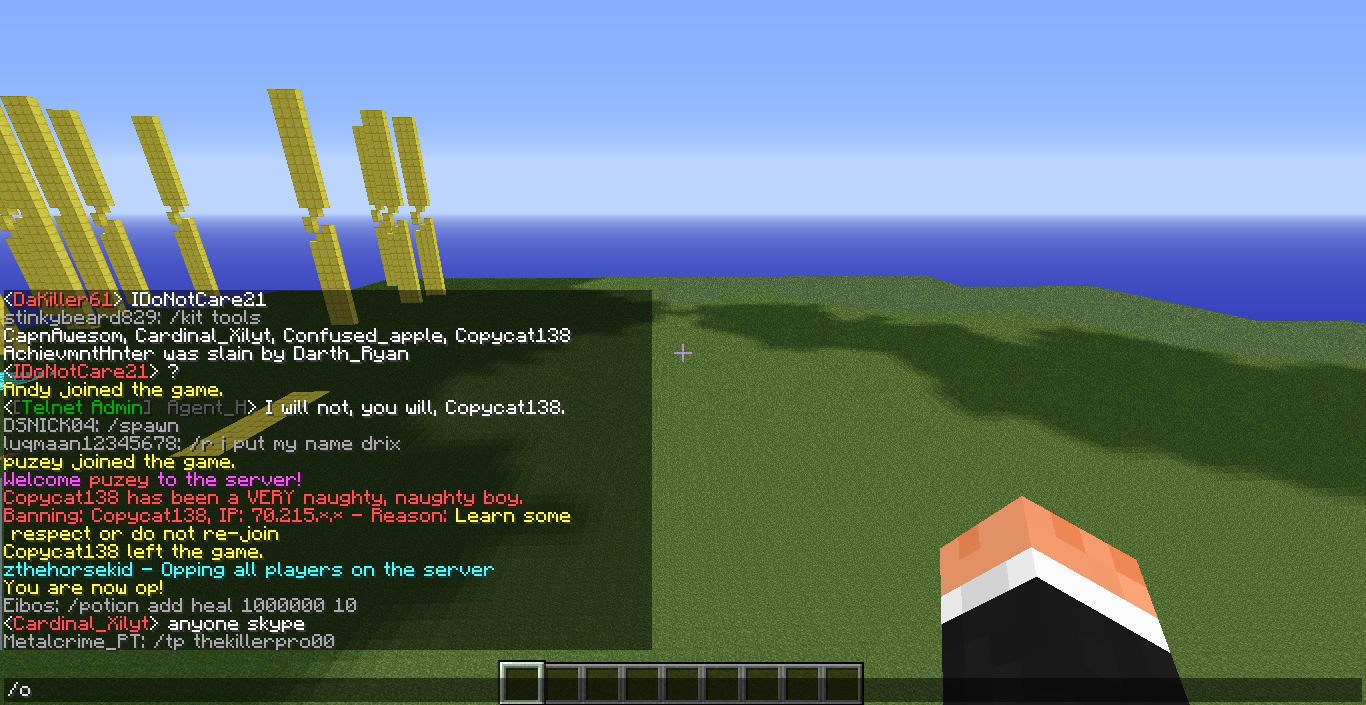 <DaKiller61> IDoNotCare21
stinkybeard829: /kit tools
CapnAwesom, Cardinal_Xilyt, Confused_apple, Copycat138
AchievmntHnter was slain by Darth_Ryan
<IDoNotCare21> ?
Andy joined the game.
<[Telnet Admin] Agent_H> I will not, you will, Copycat138.
DSNICK04: /spawn
luqmaan12345678: /r i put my name drix
puzey joined the game.
Welcome puzey to the server!
Copycat138 has been a VERY naughty, naughty boy.
Banning: Copycat138, IP: 70.215.*.* - Reason: Learn some
respect or do not re-join
Copycat138 left the game.
zthehorsekid - Opping all players on the server
You are now op!
Eibos: /potion add heal 1000000 10
<Cardinal_Xilyt> anyone skype
Metalcrime_PT: /tp thekillerpro00
/o